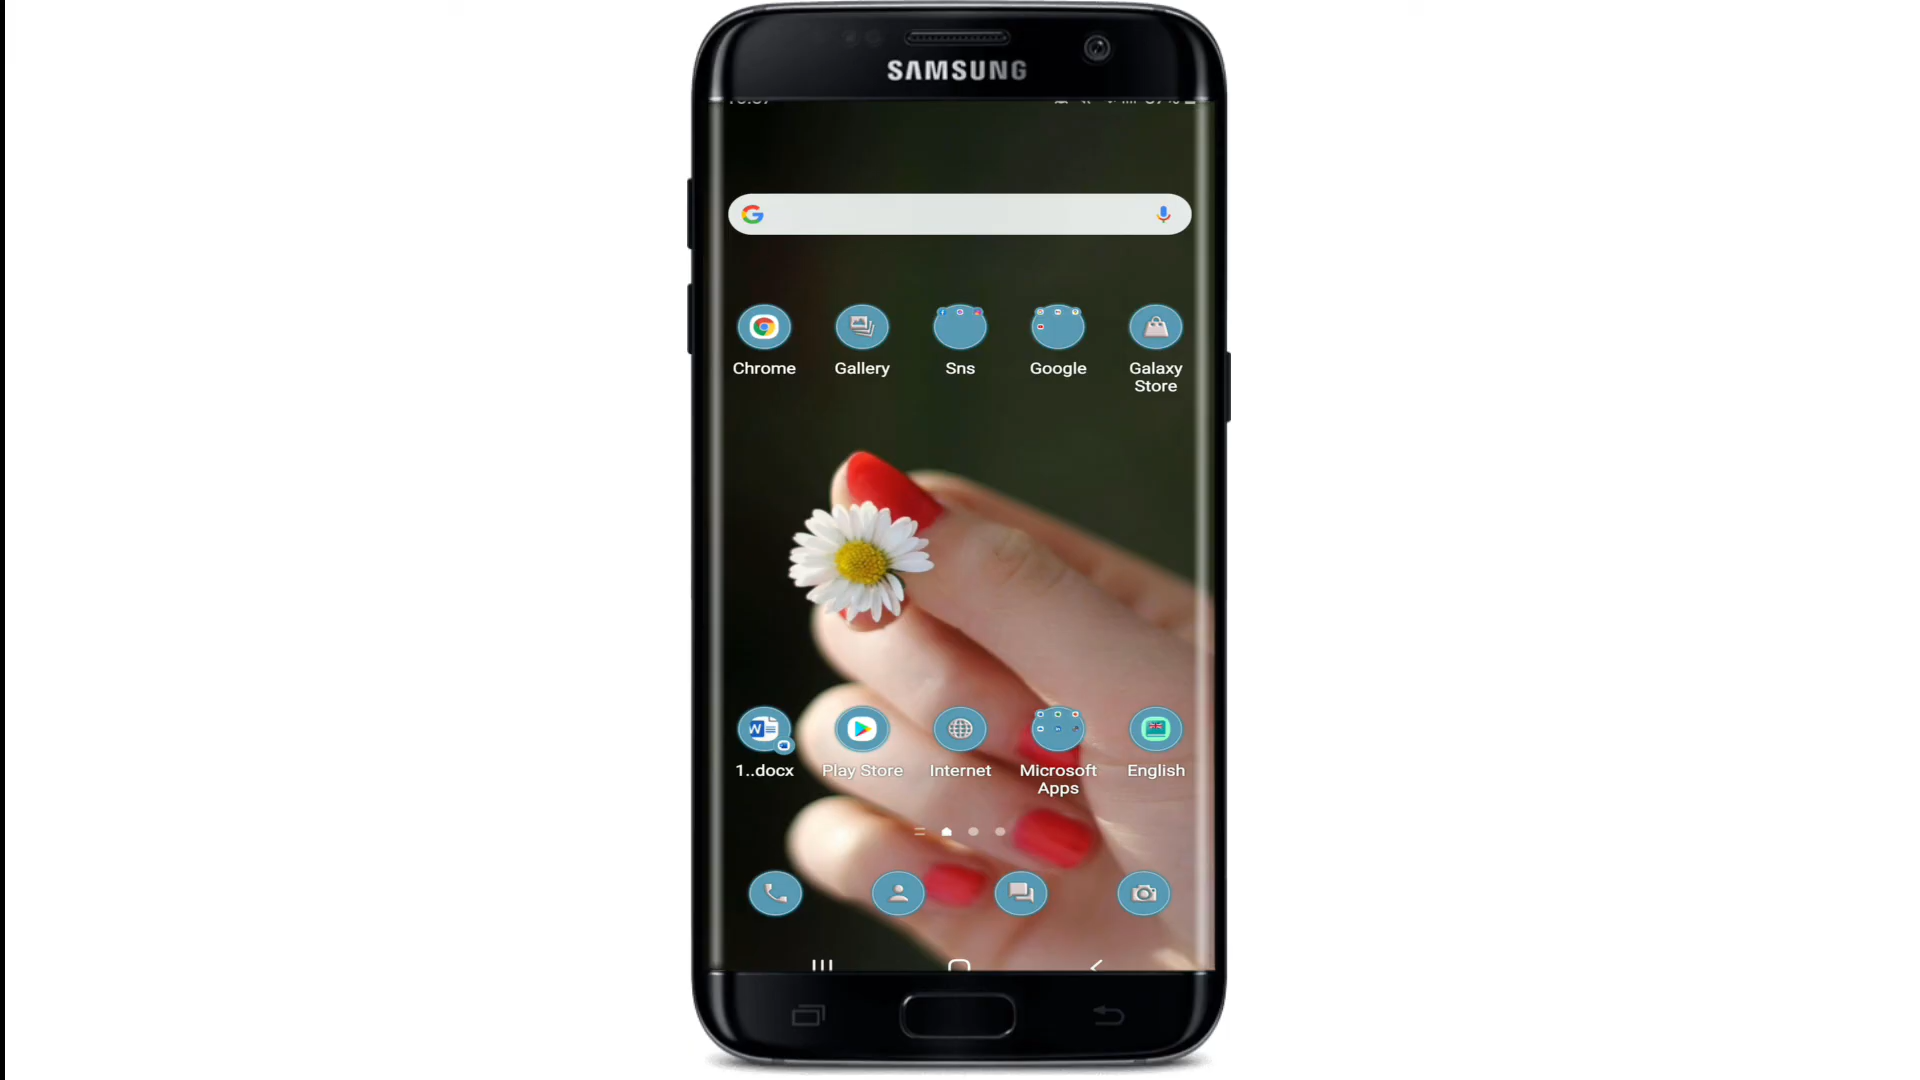 SAMSUNG
Chrome
Gallery
Sns
Google
Galaxy
Store
1..docx
Play Store
Internet
Microsoft
Apps
English